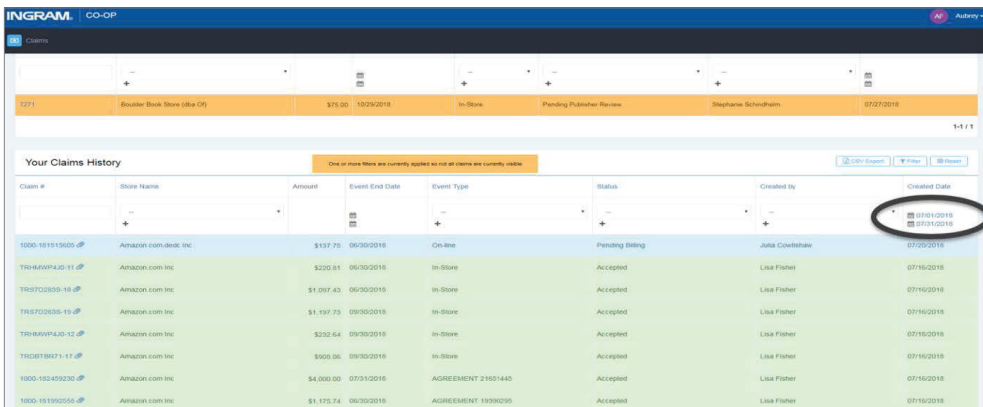 INGRAM. CO-OP AF Aubrey
Claims
-- -- -- --
7271 Boulder Book Store (dba Of) $75.00 10/29/2018 In-Store Pending Publisher Review Stephanie Schindheim 07/27/2018
1-1 / 1
Your Claims History One or more filters are currently applied so not all claims are currently visible CSV Export Filter Reset
Claim # Store Name Amount Event End Date Event Type Status Created by Created Date
-- -- -- -- 07/01/2018
07/31/2018
1000-181515605 Amazon.com.dedc Inc $137.75 06/30/2018 On-line Pending Billing Julia Cowlishaw 07/20/2018
TRHMWP4J0-11 Amazon.com Inc $220.81 06/30/2018 In-Store Accepted Lisa Fisher 07/16/2018
Amazon.com Inc $1,097.43 06/30/2018 In-Store Accepted Lisa Fisher 07/16/2018
Amazon.com Inc $1,197.73 09/30/2018 In-Store Accepted Lisa Fisher 07/16/2018
TRHMWP4J0-12 Amazon.com Inc $232.64 09/30/2018 In-Store Accepted Lisa Fisher 07/16/2018
TRDBTBR71-17 Amazon.com Inc 09/30/2018 In-Store Accepted Lisa Fisher 07/16/2018
1000-182459230 Amazon.com Inc $4,000.00 07/31/2018 AGREEMENT 21651445 Accepted Lisa Fisher 07/16/2018
Amazon.com Inc $1,175.74 06/30/2018 AGREEMENT 19390295 Accepted Lisa Fisher 07/16/2018